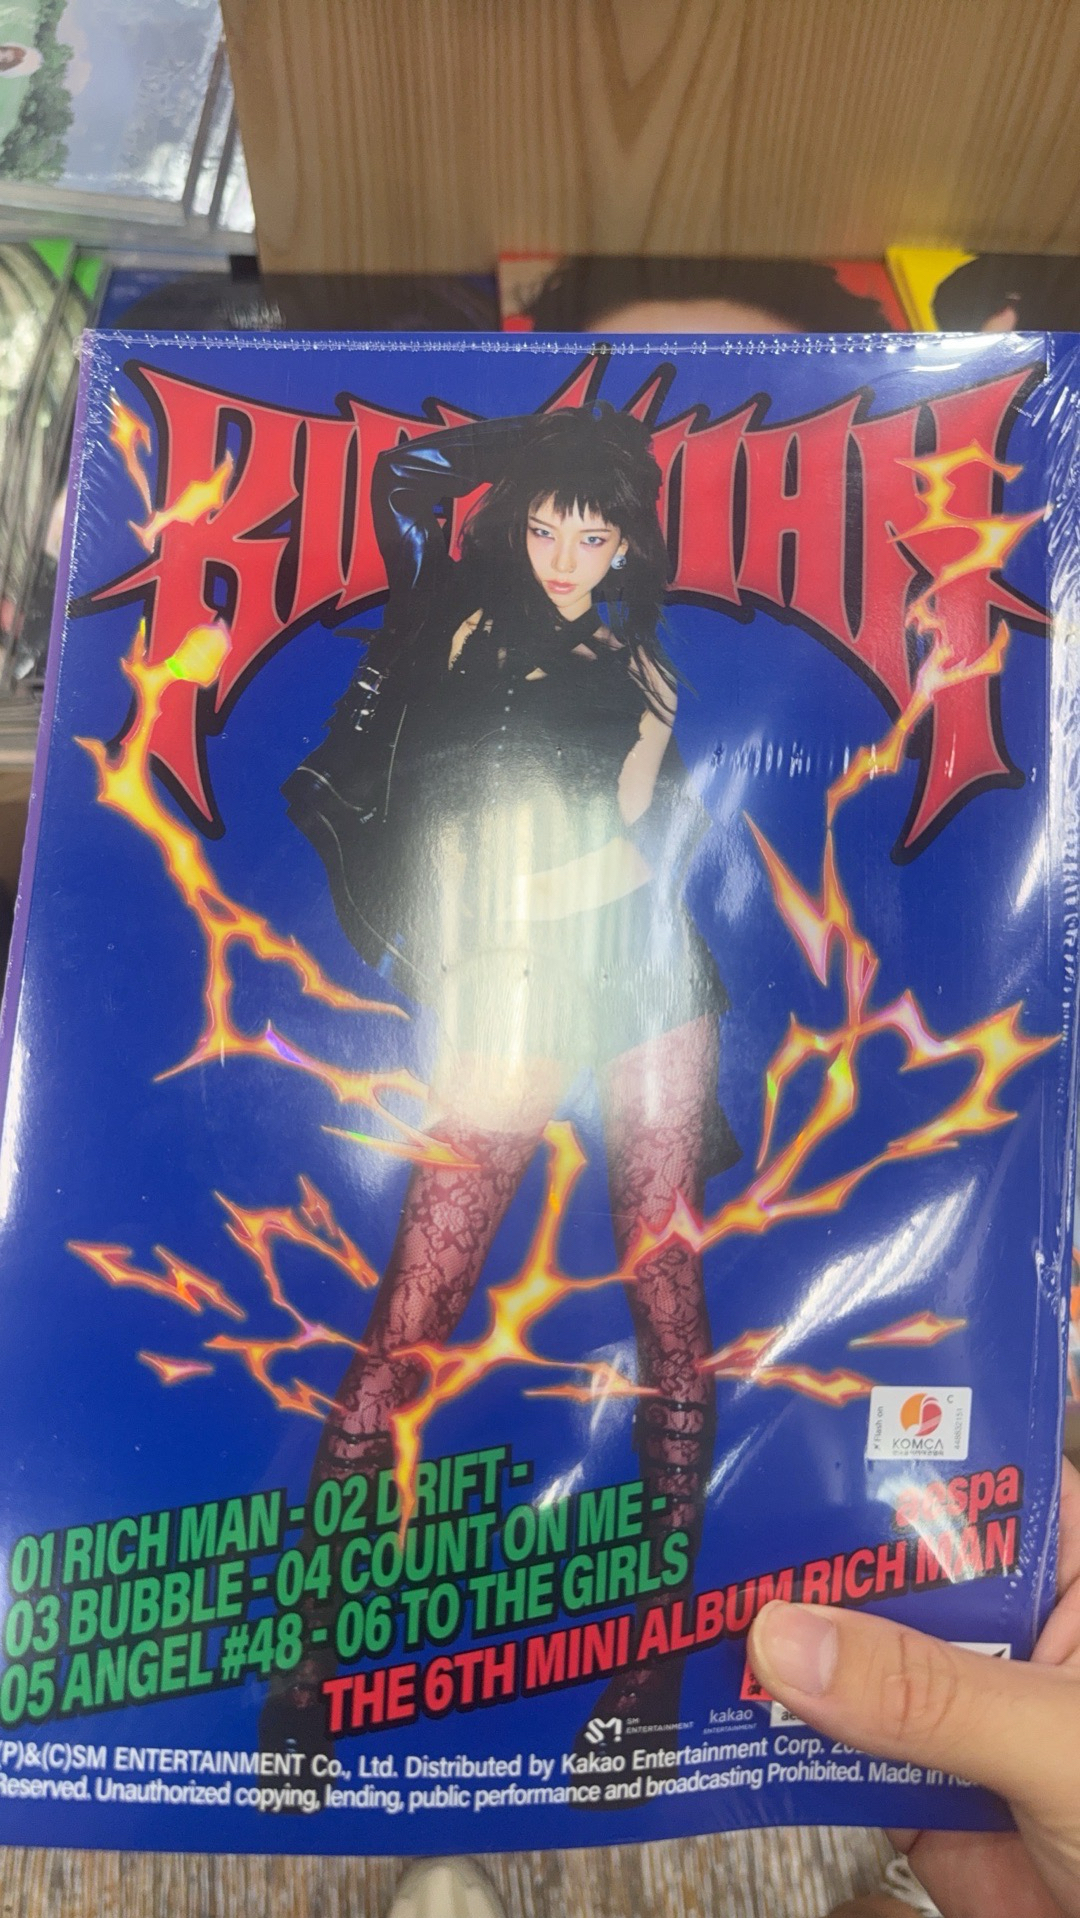 RICH MAN
X Flash on
C
KOMCA
01 RICH MAN - 02 DRIFT -
03 BUBBLE - 04 COUNT ON ME -
05 ANGEL #48 - 06 TO THE GIRLS
aespa
THE 6TH MINI ALBUM RICH MAN
SM ENTERTAINMENT
kakao ENTERTAINMENT
(P)&(C)SM ENTERTAINMENT Co., Ltd. Distributed by Kakao Entertainment Corp.
Reserved. Unauthorized copying, lending, public performance and broadcasting Prohibited. Made in